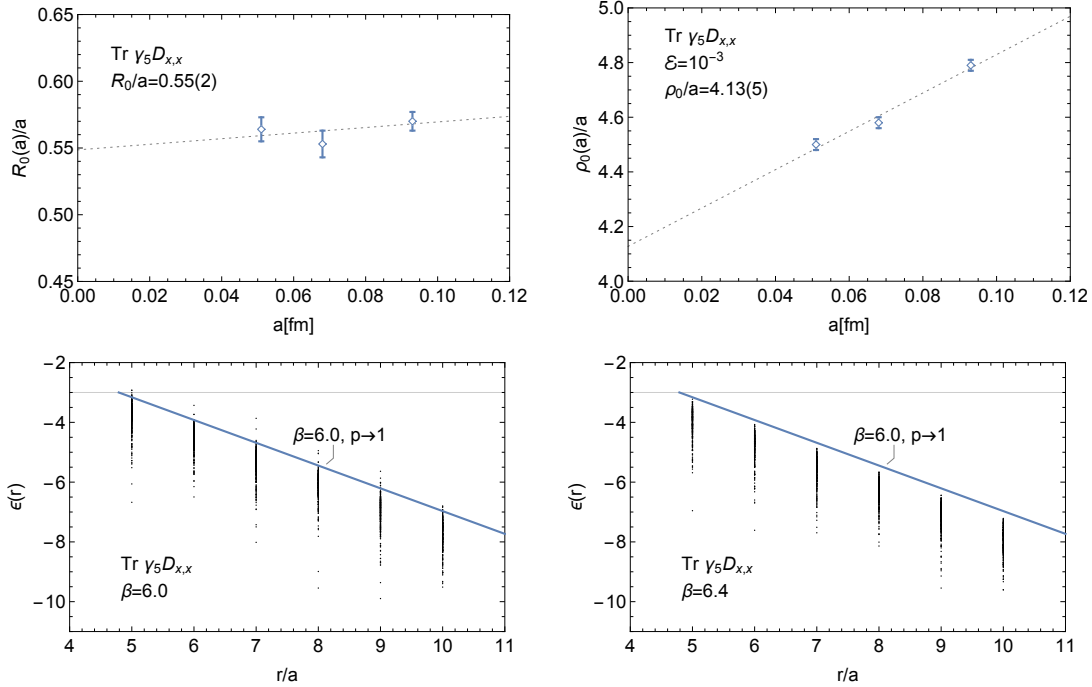 0.65
0.60
0.55
0.50
0.45
R₀(a)/a
Tr γ₅Dₓ,ₓ
R₀/a=0.55(2)
0.00 0.02 0.04 0.06 0.08 0.10 0.12
a[fm]
5.0
4.8
4.6
4.4
4.2
4.0
ρ₀(a)/a
Tr γ₅Dₓ,ₓ
ℰ=10⁻³
ρ₀/a=4.13(5)
0.00 0.02 0.04 0.06 0.08 0.10 0.12
a[fm]
−2
−4
−6
−8
−10
ϵ(r)
β=6.0, p→1
Tr γ₅Dₓ,ₓ
β=6.0
4 5 6 7 8 9 10 11
r/a
−2
−4
−6
−8
−10
ϵ(r)
β=6.0, p→1
Tr γ₅Dₓ,ₓ
β=6.4
4 5 6 7 8 9 10 11
r/a